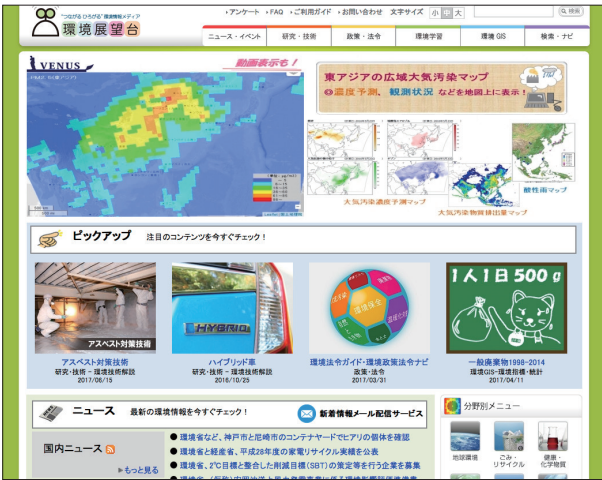 "つながる ひろがる"環境情報メディア
環境展望台
アンケート FAQ ご利用ガイド お問い合わせ 文字サイズ 小 中 大 検索
ニュース・イベント 研究・技術 政策・法令 環境学習 環境 GIS 検索・ナビ
VENUS 動画表示も！
東アジアの広域大気汚染マップ
◎濃度予測、観測状況 などを地図上に表示！
大気汚染濃度予測マップ
酸性雨マップ
大気汚染物質排出量マップ
ピックアップ 注目のコンテンツを今すぐチェック！
アスベスト対策技術
HYBRID
環境保全
1人1日500g
アスベスト対策技術
研究・技術 - 環境技術解説
2017/06/15
ハイブリッド車
研究・技術 - 環境技術解説
2016/10/25
環境法令ガイド・環境政策法令ナビ
政策・法令
2017/03/31
一般廃棄物1998-2014
環境GIS-環境指標・統計
2017/04/11
ニュース 最新の環境情報を今すぐチェック！ 新着情報メール配信サービス
国内ニュース
▶もっと見る
● 環境省など、神戸市と尼崎市のコンテナヤードでヒアリの個体を確認
● 環境省と経産省、平成28年度の家電リサイクル実績を公表
● 環境省、2℃目標と整合した削減目標(SBT)の策定等を行う企業を募集
分野別メニュー
地球環境
ごみ・
リサイクル
健康・
化学物質